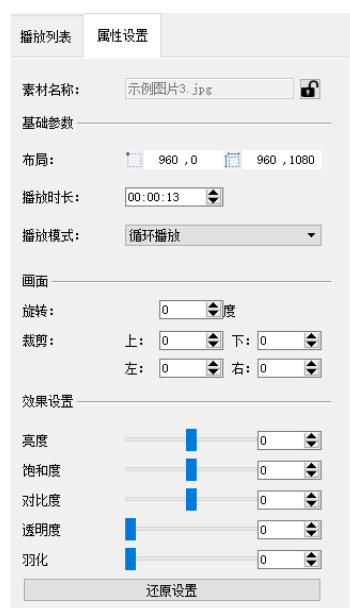 播放列表 属性设置
素材名称： 示例图片3.jpg
基础参数
布局： 960 ,0 960 ,1080
播放时长： 00:00:13
播放模式： 循环播放
画面
旋转： 0 度
裁剪： 上： 0 下： 0
左： 0 右： 0
效果设置
亮度 0
饱和度 0
对比度 0
透明度 0
羽化 0
还原设置